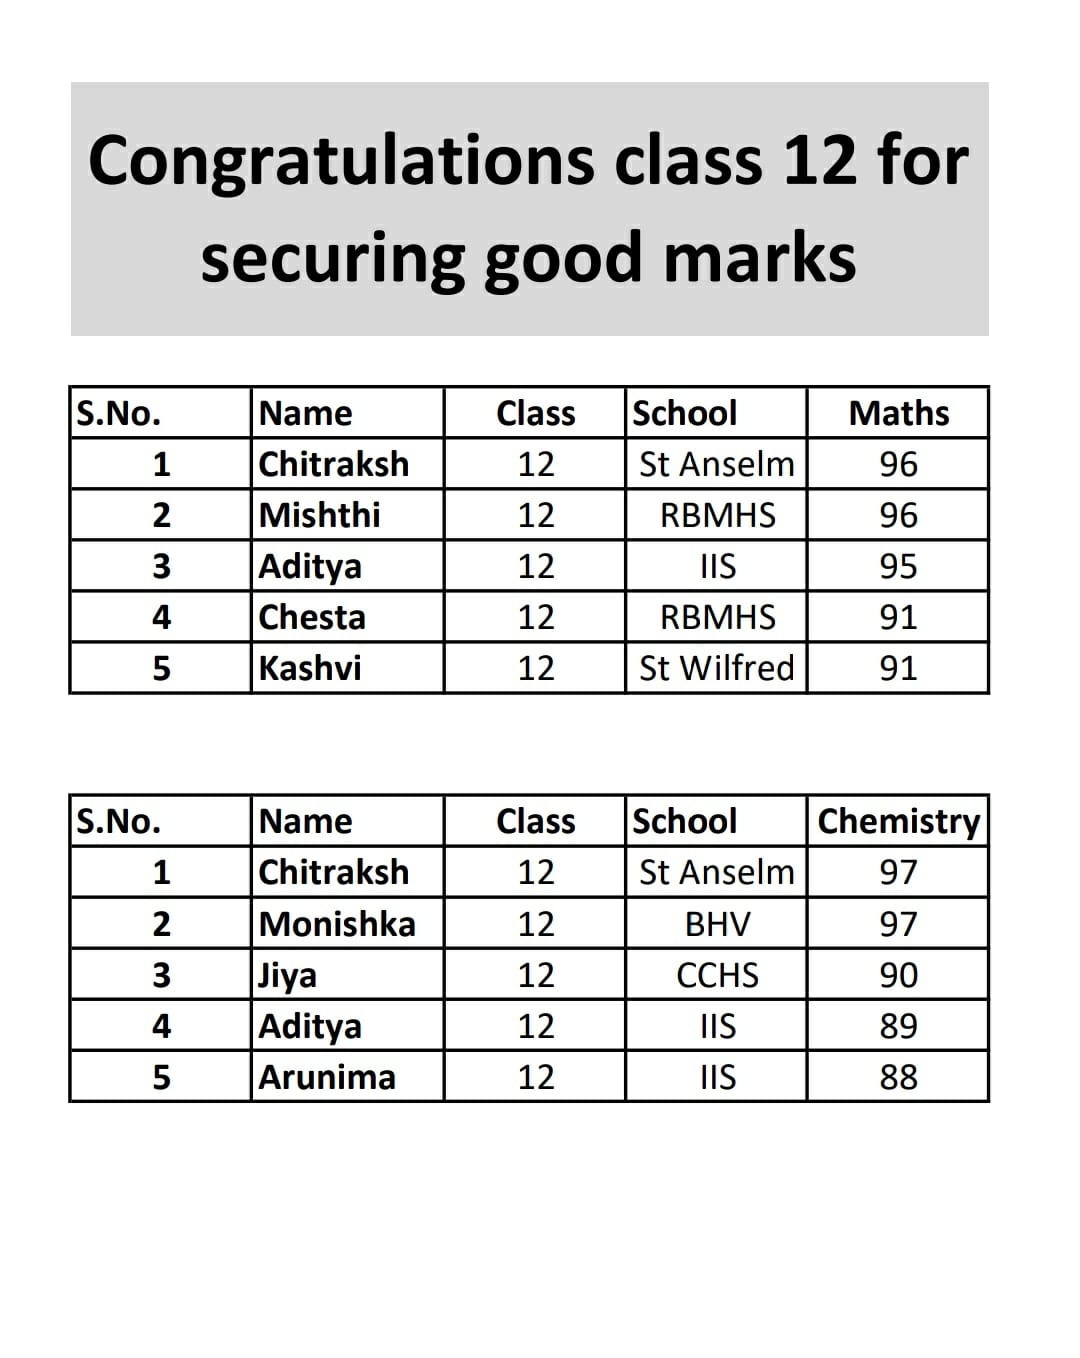 Congratulations class 12 for
securing good marks
S.No. Name Class School Maths
1 Chitraksh 12 St Anselm 96
2 Mishthi 12 RBMHS 96
3 Aditya 12 IIS 95
4 Chesta 12 RBMHS 91
5 Kashvi 12 St Wilfred 91
S.No. Name Class School Chemistry
1 Chitraksh 12 St Anselm 97
2 Monishka 12 BHV 97
3 Jiya 12 CCHS 90
4 Aditya 12 IIS 89
5 Arunima 12 IIS 88